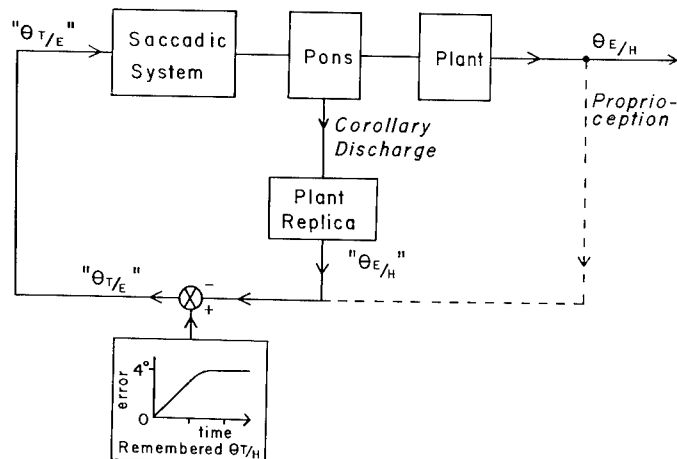 "θT/E"
Saccadic
System
Pons
Plant
θE/H
Proprio-
ception
Corollary
Discharge
Plant
Replica
"θE/H"
"θT/E"
−
+
4°
error
0
time
Remembered θT/H